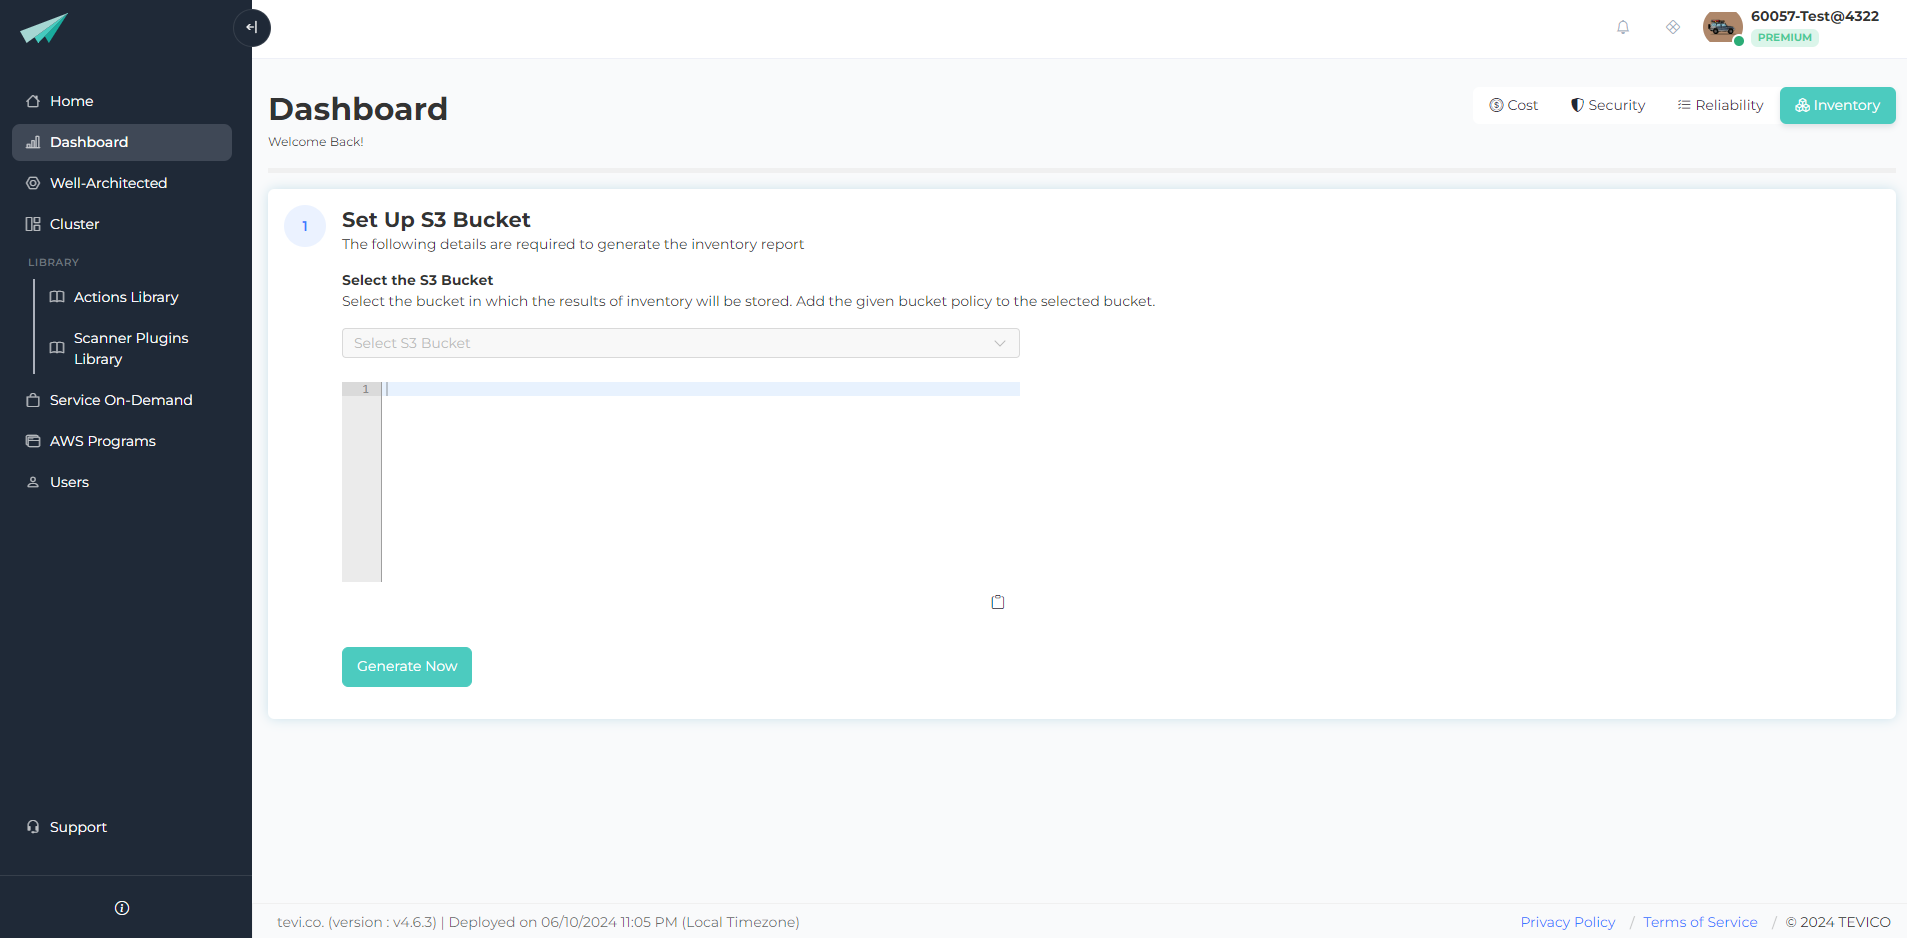 60057-Test@4322
PREMIUM
Home
Dashboard
Well-Architected
Cluster
LIBRARY
Actions Library
Scanner Plugins
Library
Service On-Demand
AWS Programs
Users
Support
Dashboard
Welcome Back!
Cost
Security
Reliability
Inventory
1
Set Up S3 Bucket
The following details are required to generate the inventory report
Select the S3 Bucket
Select the bucket in which the results of inventory will be stored. Add the given bucket policy to the selected bucket.
Select S3 Bucket
1
Generate Now
tevi.co. (version : v4.6.3) | Deployed on 06/10/2024 11:05 PM (Local Timezone)
Privacy Policy / Terms of Service / © 2024 TEVICO